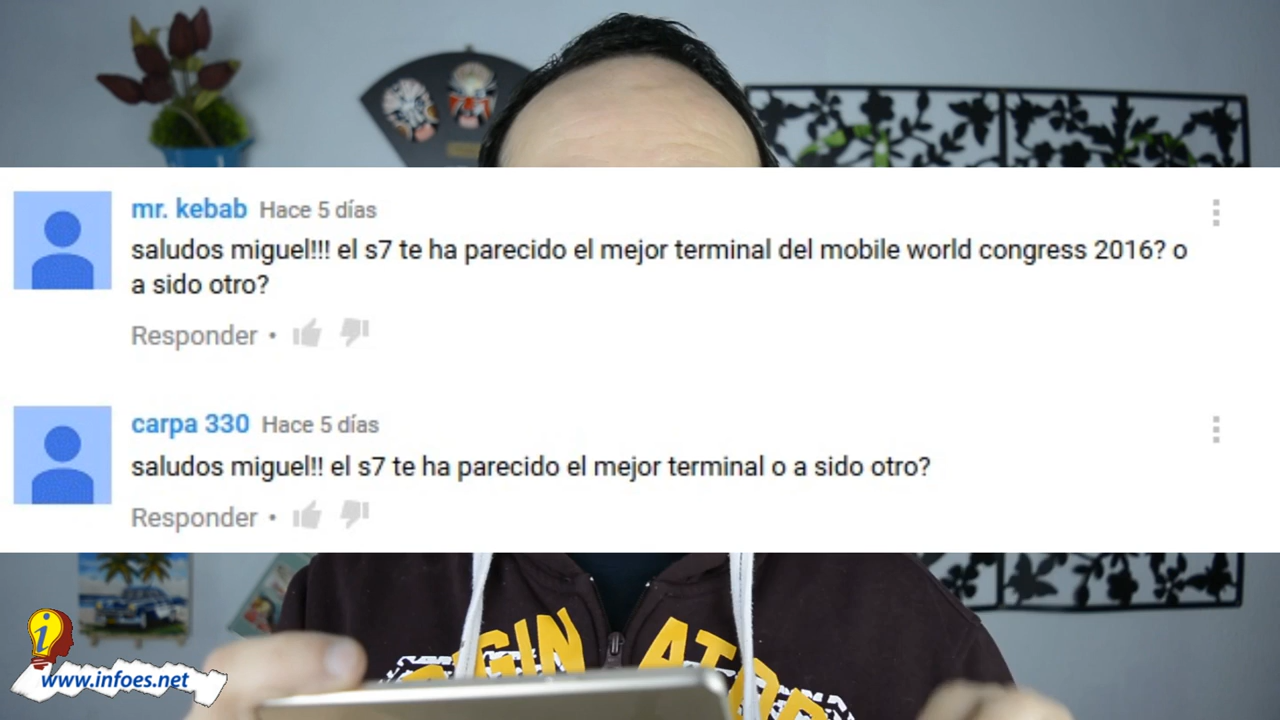 mr. kebab Hace 5 días
saludos miguel!!! el s7 te ha parecido el mejor terminal del mobile world congress 2016? o
a sido otro?
Responder •
carpa 330 Hace 5 días
saludos miguel!! el s7 te ha parecido el mejor terminal o a sido otro?
Responder •
GIN ATOR
i
www.infoes.net